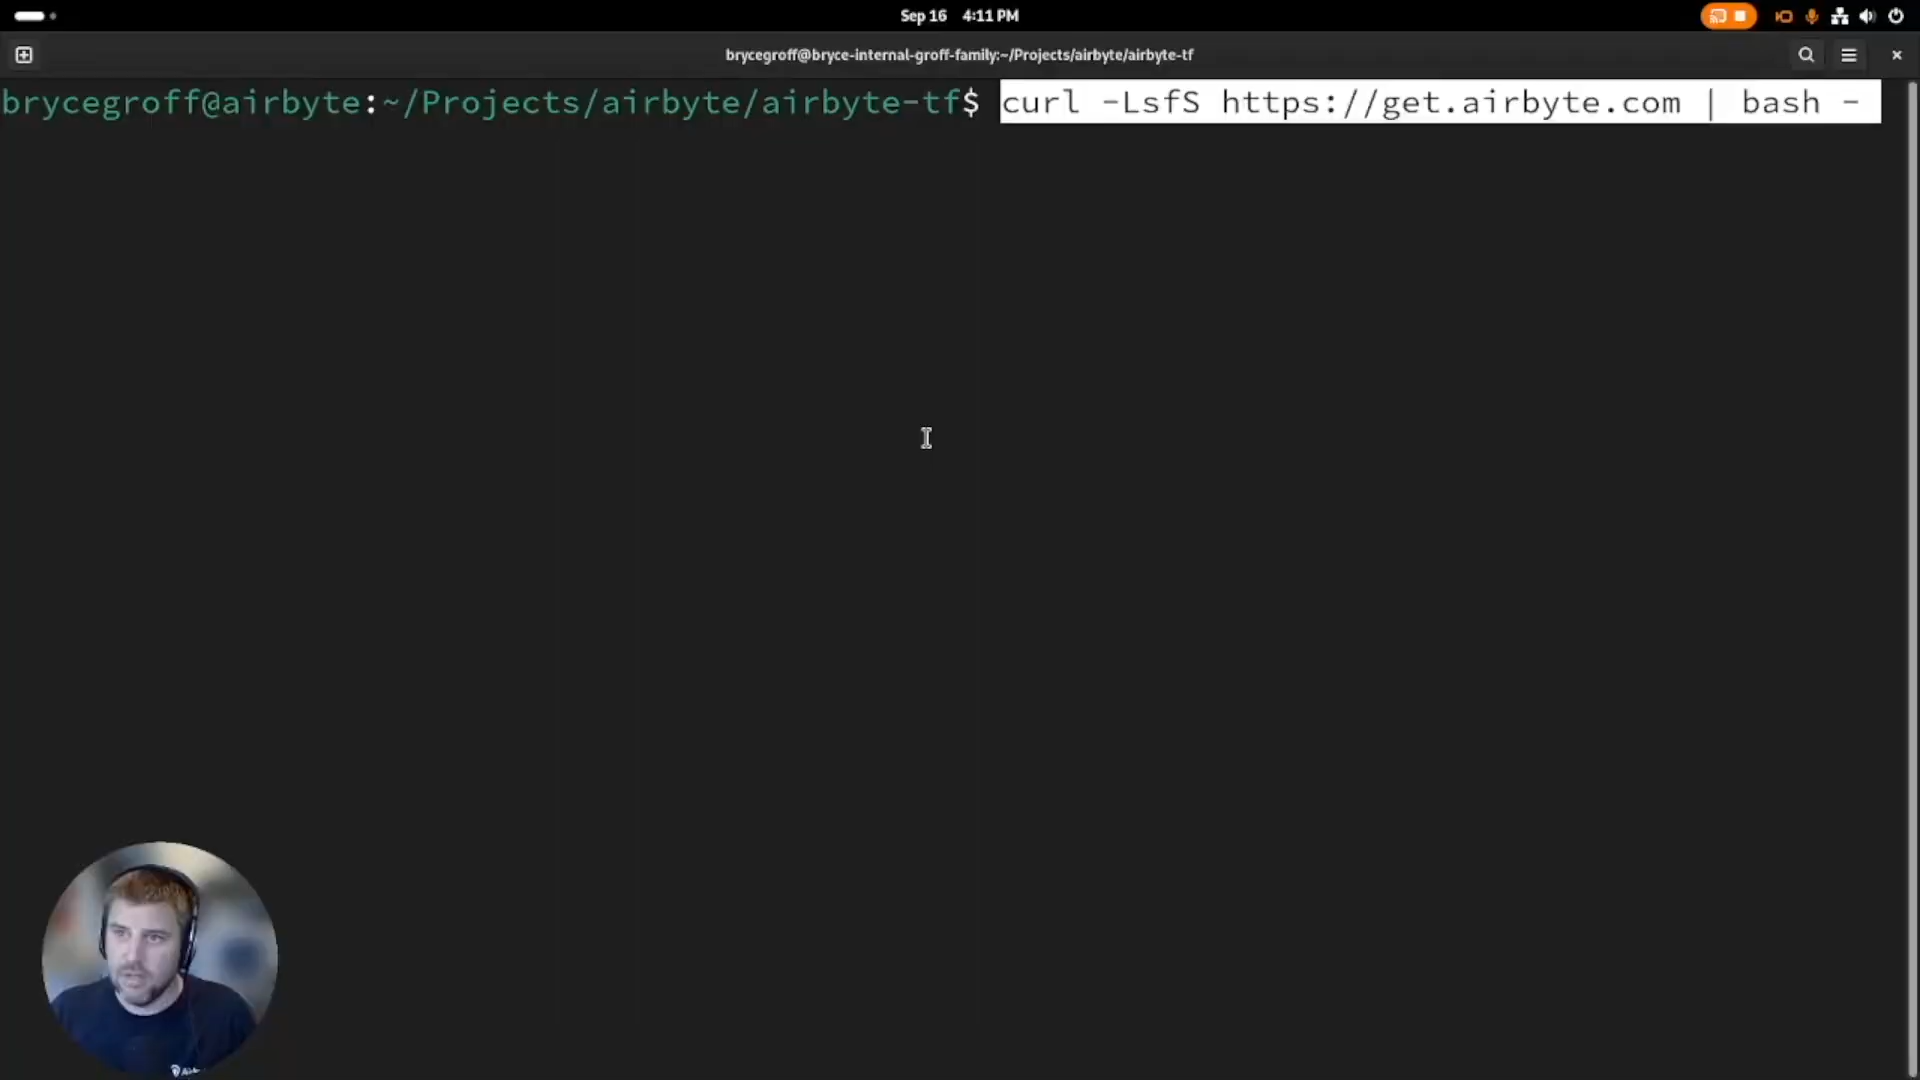 Sep 16 4:11 PM
brycegroff@bryce-internal-groff-family:~/Projects/airbyte/airbyte-tf
brycegroff@airbyte:~/Projects/airbyte/airbyte-tf$ curl -LsfS https://get.airbyte.com | bash -